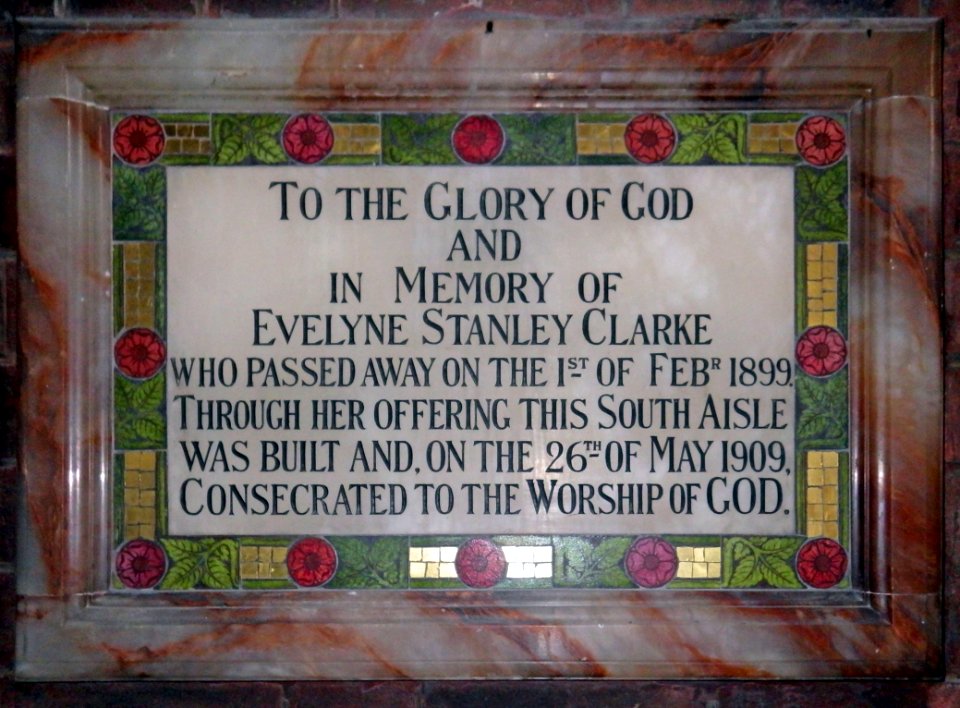 To the Glory of God
and
in Memory of
Evelyne Stanley Clarke
who passed away on the 1st of Febr 1899.
Through her offering this South Aisle
was built and, on the 26th of May 1909,
Consecrated to the Worship of God.